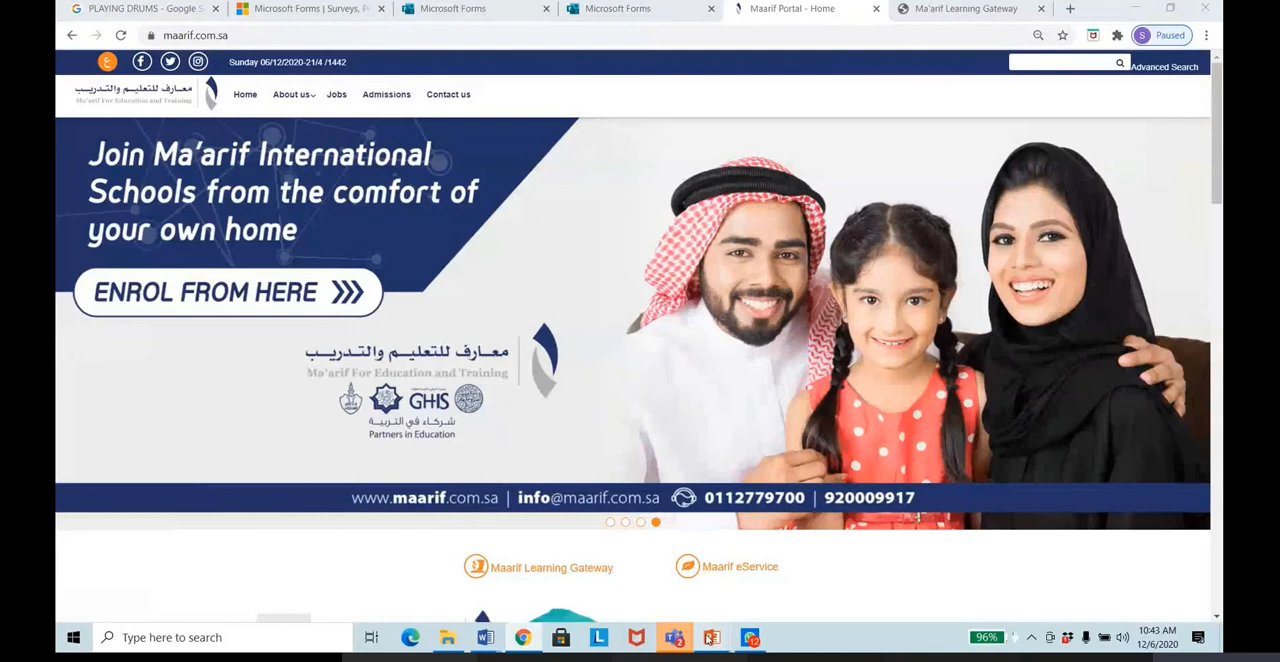 PLAYING DRUMS - Google S
Microsoft Forms | Surveys, P
Microsoft Forms
Microsoft Forms
Maarif Portal - Home
Ma'arif Learning Gateway
maarif.com.sa
S Paused
ع
Sunday 06/12/2020-21/4 /1442
Advanced Search
معارف للتعليم والتدريب
Ma'arif For Education and Training
Home
About us
Jobs
Admissions
Contact us
Join Ma'arif International
Schools from the comfort of
your own home
ENROL FROM HERE
معارف للتعليم والتدريب
Ma'arif For Education and Training
GHIS
شركاء في التربية
Partners in Education
www.maarif.com.sa | info@maarif.com.sa 0112779700 | 920009917
Maarif Learning Gateway
Maarif eService
Type here to search
96%
10:43 AM
12/6/2020